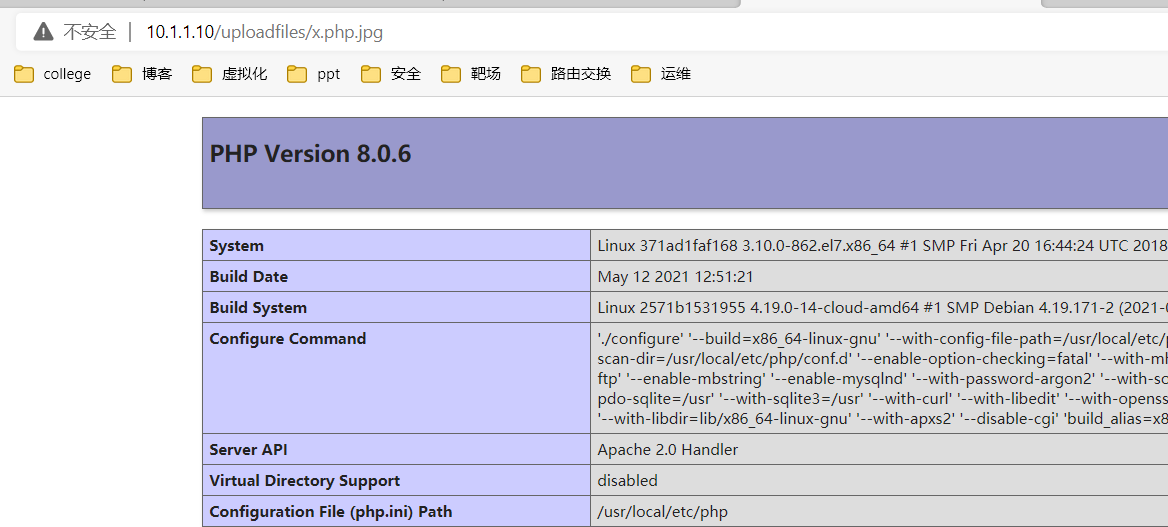 不安全 | 10.1.1.10/uploadfiles/x.php.jpg
college 博客 虚拟化 ppt 安全 靶场 路由交换 运维
PHP Version 8.0.6
System Linux 371ad1faf168 3.10.0-862.el7.x86_64 #1 SMP Fri Apr 20 16:44:24 UTC 2018
Build Date May 12 2021 12:51:21
Build System Linux 2571b1531955 4.19.0-14-cloud-amd64 #1 SMP Debian 4.19.171-2 (2021-0
Configure Command './configure' '--build=x86_64-linux-gnu' '--with-config-file-path=/usr/local/etc/p
scan-dir=/usr/local/etc/php/conf.d' '--enable-option-checking=fatal' '--with-mh
ftp' '--enable-mbstring' '--enable-mysqlnd' '--with-password-argon2' '--with-so
pdo-sqlite=/usr' '--with-sqlite3=/usr' '--with-curl' '--with-libedit' '--with-openss
'--with-libdir=lib/x86_64-linux-gnu' '--with-apxs2' '--disable-cgi' 'build_alias=x8
Server API Apache 2.0 Handler
Virtual Directory Support disabled
Configuration File (php.ini) Path /usr/local/etc/php